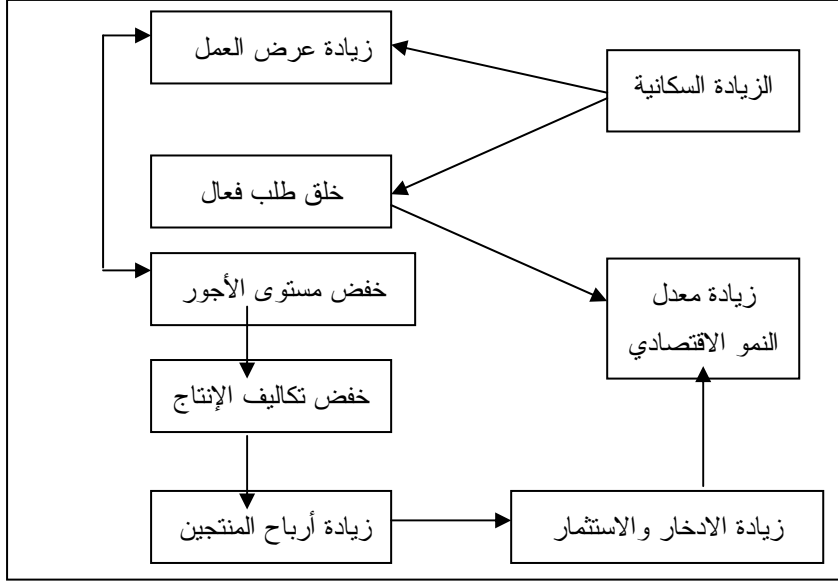 زيادة عرض العمل
الزيادة السكانية
خلق طلب فعال
خفض مستوى الأجور
زيادة معدل
النمو الاقتصادي
خفض تكاليف الإنتاج
زيادة أرباح المنتجين
زيادة الادخار والاستثمار